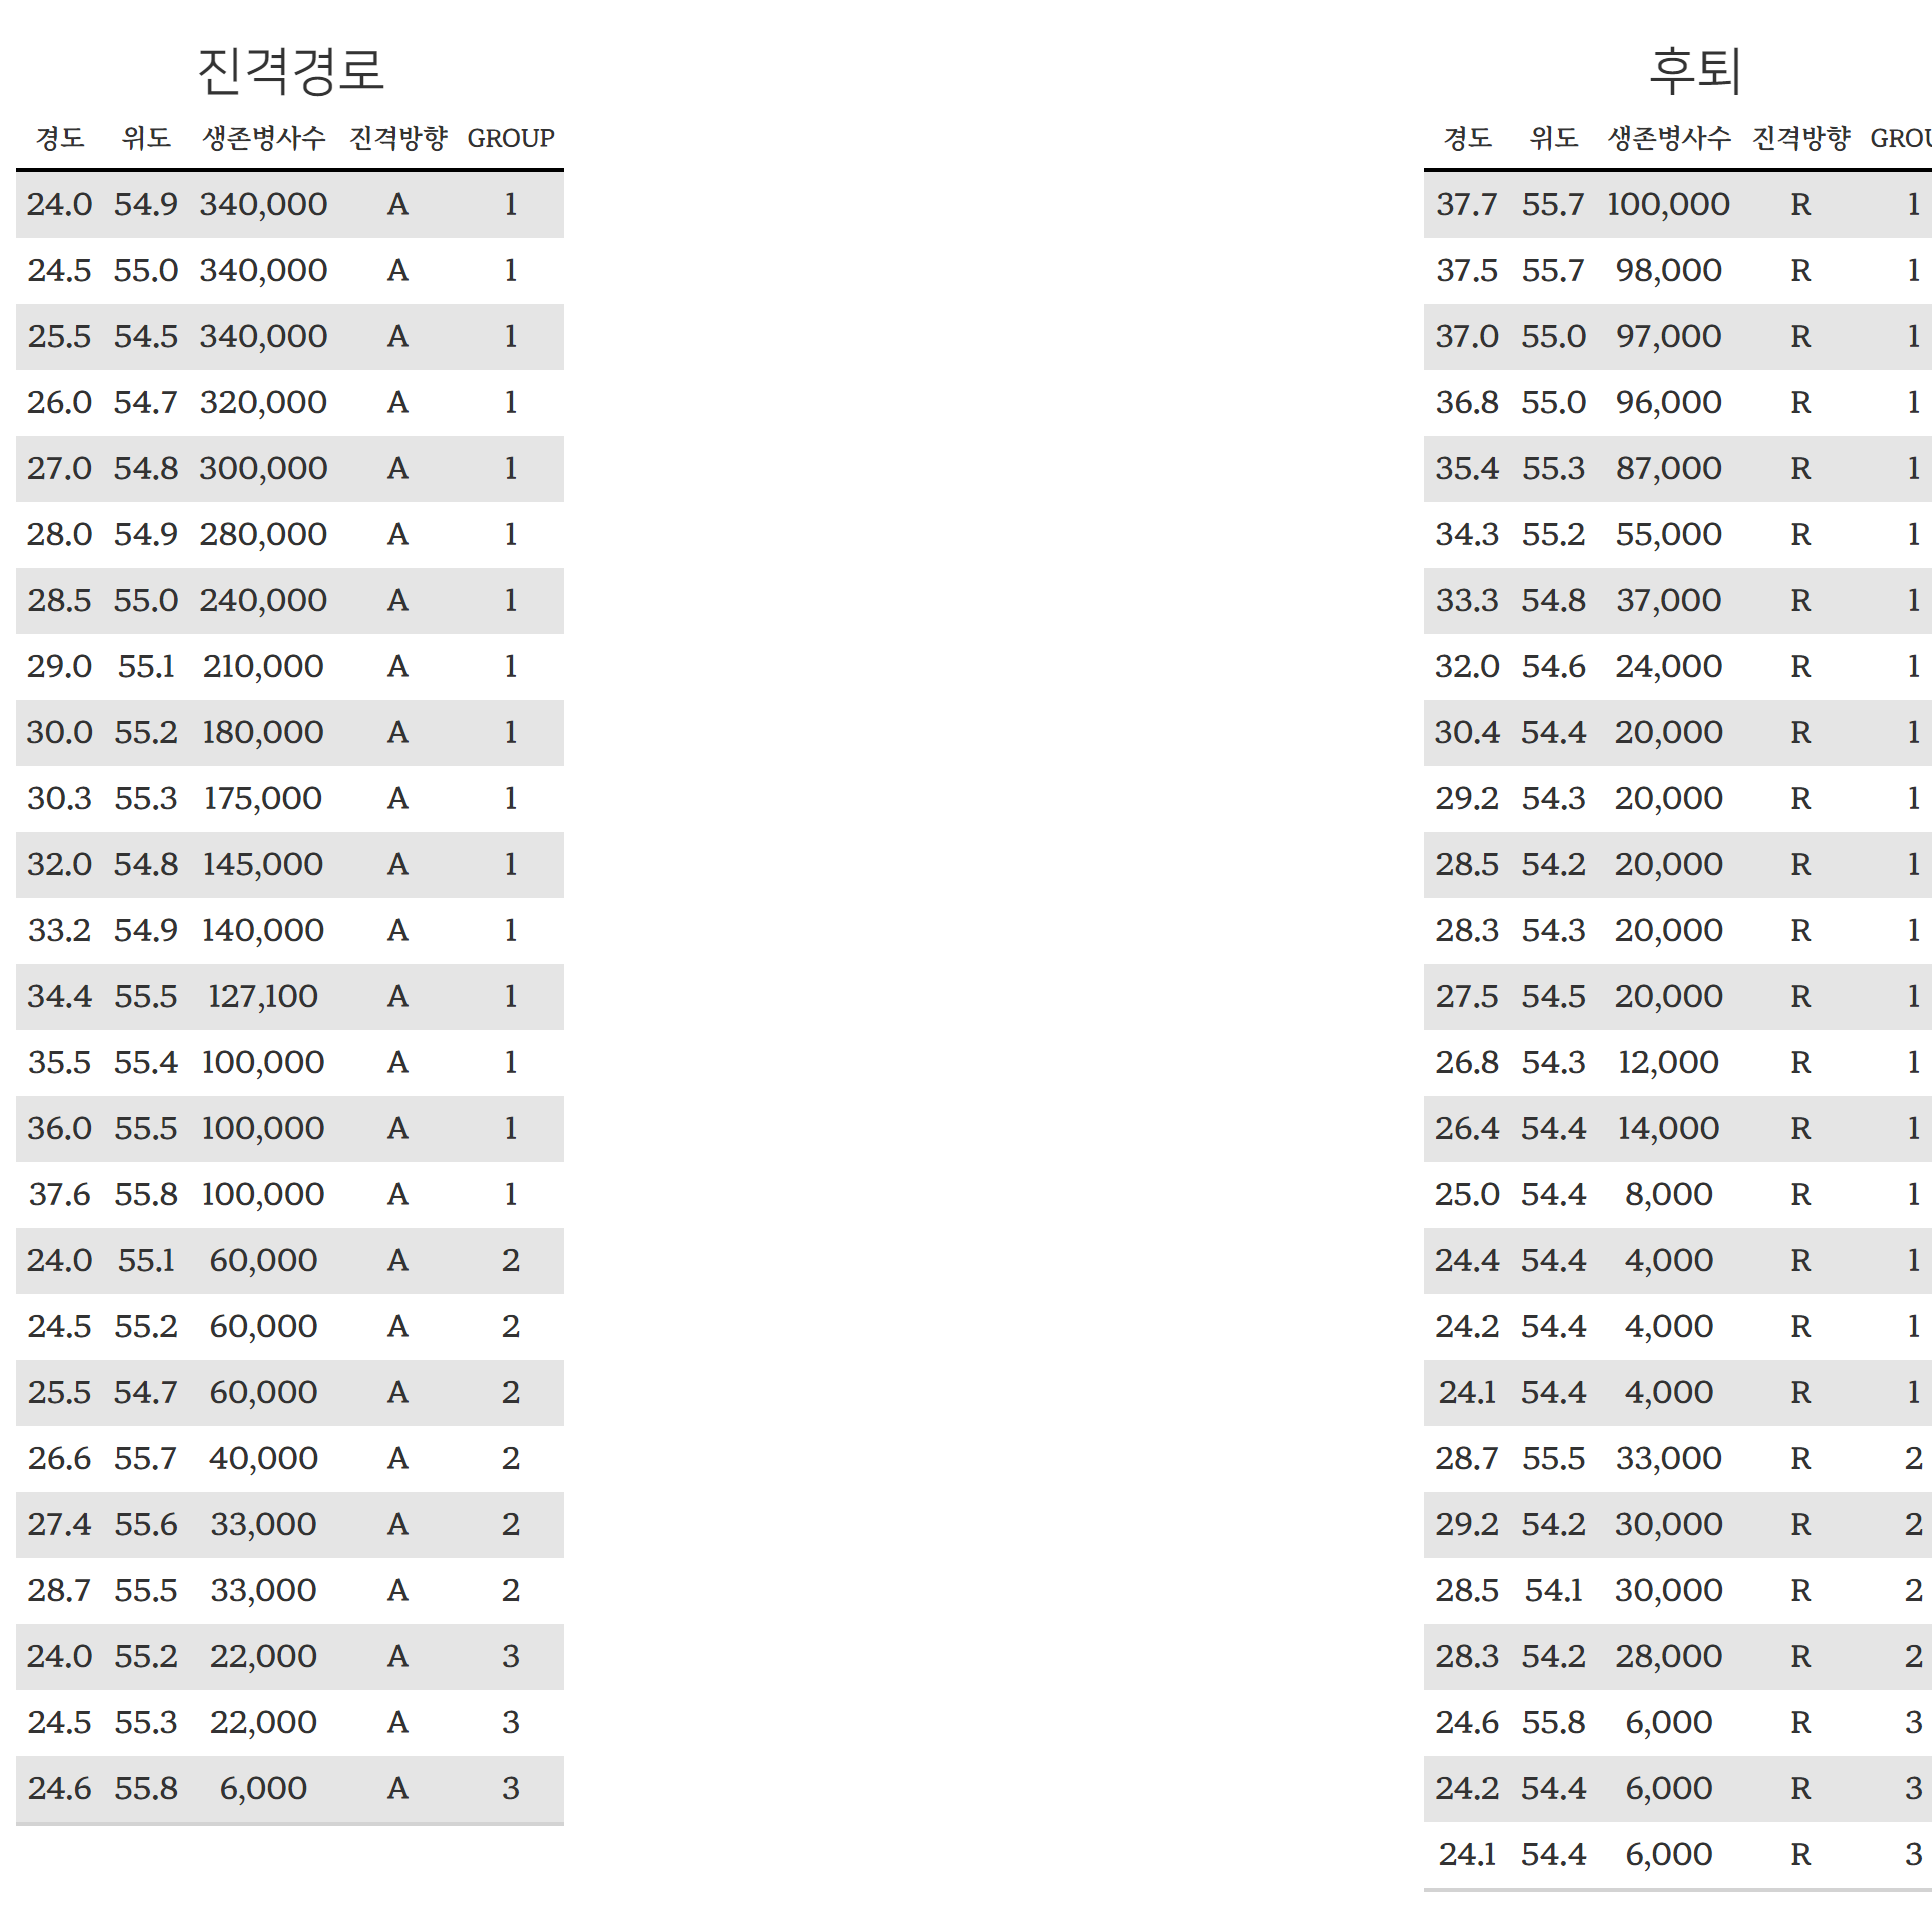 진격경로
경도 위도 생존병사수 진격방향 GROUP
24.0 54.9 340,000 A 1
24.5 55.0 340,000 A 1
25.5 54.5 340,000 A 1
26.0 54.7 320,000 A 1
27.0 54.8 300,000 A 1
28.0 54.9 280,000 A 1
28.5 55.0 240,000 A 1
29.0 55.1 210,000 A 1
30.0 55.2 180,000 A 1
30.3 55.3 175,000 A 1
32.0 54.8 145,000 A 1
33.2 54.9 140,000 A 1
34.4 55.5 127,100 A 1
35.5 55.4 100,000 A 1
36.0 55.5 100,000 A 1
37.6 55.8 100,000 A 1
24.0 55.1 60,000 A 2
24.5 55.2 60,000 A 2
25.5 54.7 60,000 A 2
26.6 55.7 40,000 A 2
27.4 55.6 33,000 A 2
28.7 55.5 33,000 A 2
24.0 55.2 22,000 A 3
24.5 55.3 22,000 A 3
24.6 55.8 6,000 A 3
후퇴
경도 위도 생존병사수 진격방향 GROU
37.7 55.7 100,000 R 1
37.5 55.7 98,000 R 1
37.0 55.0 97,000 R 1
36.8 55.0 96,000 R 1
35.4 55.3 87,000 R 1
34.3 55.2 55,000 R 1
33.3 54.8 37,000 R 1
32.0 54.6 24,000 R 1
30.4 54.4 20,000 R 1
29.2 54.3 20,000 R 1
28.5 54.2 20,000 R 1
28.3 54.3 20,000 R 1
27.5 54.5 20,000 R 1
26.8 54.3 12,000 R 1
26.4 54.4 14,000 R 1
25.0 54.4 8,000 R 1
24.4 54.4 4,000 R 1
24.2 54.4 4,000 R 1
24.1 54.4 4,000 R 1
28.7 55.5 33,000 R 2
29.2 54.2 30,000 R 2
28.5 54.1 30,000 R 2
28.3 54.2 28,000 R 2
24.6 55.8 6,000 R 3
24.2 54.4 6,000 R 3
24.1 54.4 6,000 R 3